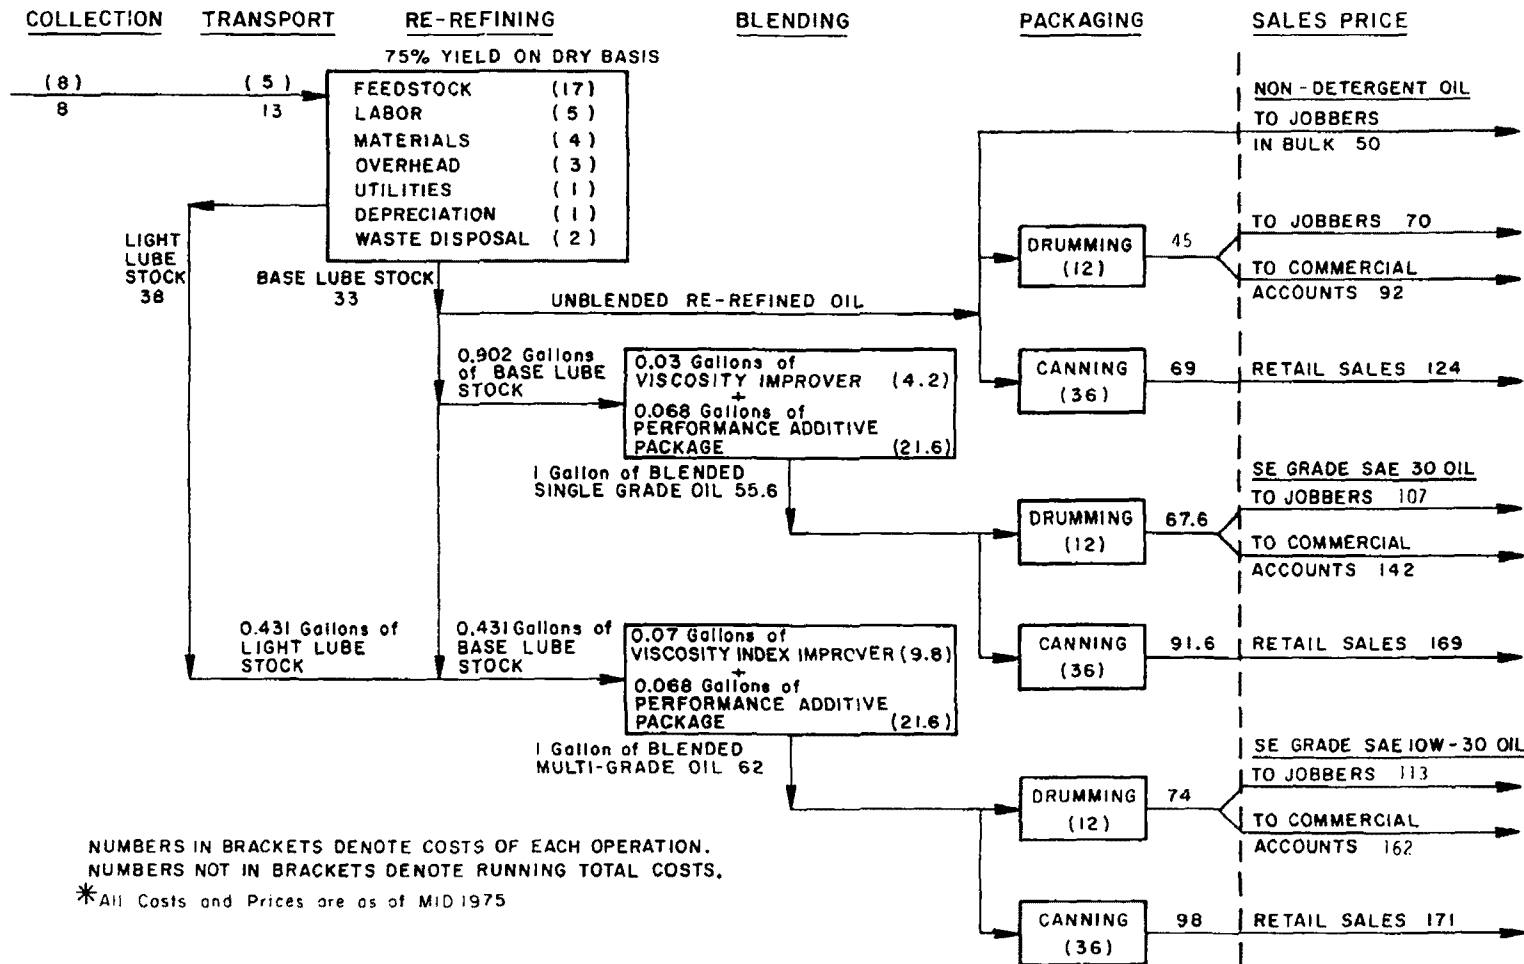 COLLECTION TRANSPORT RE-REFINING BLENDING PACKAGING SALES PRICE
75% YIELD ON DRY BASIS
(8) (5)
8 13
FEEDSTOCK (17)
LABOR (5)
MATERIALS (4)
OVERHEAD (3)
UTILITIES (1)
DEPRECIATION (1)
WASTE DISPOSAL (2)
LIGHT
LUBE
STOCK
38
BASE LUBE STOCK
33
UNBLENDED RE-REFINED OIL
NON-DETERGENT OIL
TO JOBBERS
IN BULK 50
DRUMMING
(12)
45
TO JOBBERS 70
TO COMMERCIAL
ACCOUNTS 92
CANNING
(36)
69
RETAIL SALES 124
0.902 Gallons
of BASE LUBE
STOCK
0.03 Gallons of
VISCOSITY IMPROVER (4.2)
+
0.068 Gallons of
PERFORMANCE ADDITIVE
PACKAGE (21.6)
1 Gallon of BLENDED
SINGLE GRADE OIL 55.6
SE GRADE SAE 30 OIL
DRUMMING
(12)
67.6
TO JOBBERS 107
TO COMMERCIAL
ACCOUNTS 142
CANNING
(36)
91.6
RETAIL SALES 169
0.431 Gallons of
LIGHT LUBE
STOCK
0.431 Gallons of
BASE LUBE
STOCK
0.07 Gallons of
VISCOSITY INDEX IMPROVER (9.8)
+
0.068 Gallons of
PERFORMANCE ADDITIVE
PACKAGE (21.6)
1 Gallon of BLENDED
MULTI-GRADE OIL 62
SE GRADE SAE 10W-30 OIL
DRUMMING
(12)
74
TO JOBBERS 113
TO COMMERCIAL
ACCOUNTS 162
CANNING
(36)
98
RETAIL SALES 171
NUMBERS IN BRACKETS DENOTE COSTS OF EACH OPERATION.
NUMBERS NOT IN BRACKETS DENOTE RUNNING TOTAL COSTS.
*All Costs and Prices are as of MID 1975